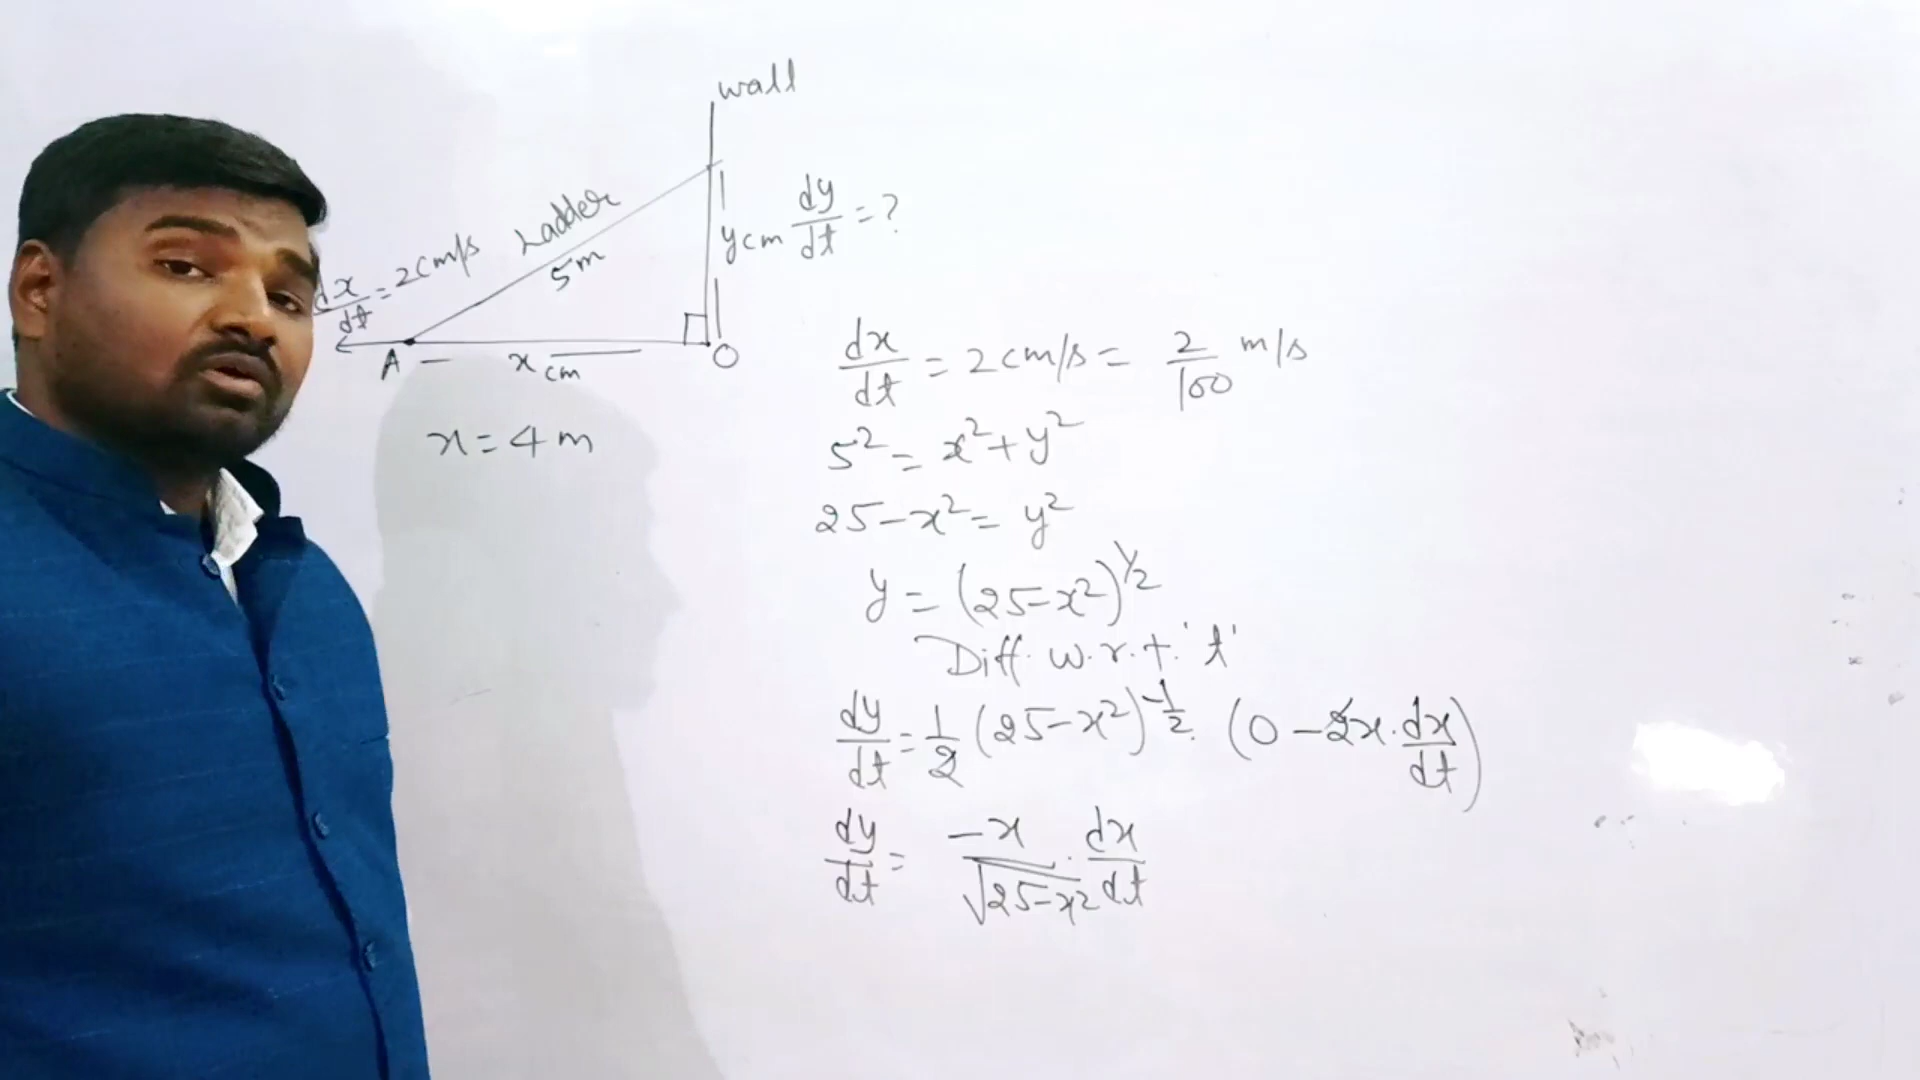 wall
Ladder
5m
dx/dt = 2cm/s
y cm dy/dt = ?
A
x cm
O
x = 4 m
dx/dt = 2 cm/s = 2/100 m/s
5² = x² + y²
25 - x² = y²
y = (25 - x²)^1/2
Diff. w.r.t. 't'
dy/dt = 1/2 (25 - x²)^-1/2 . (0 - 2x . dx/dt)
dy/dt = -x/√25-x² . dx/dt